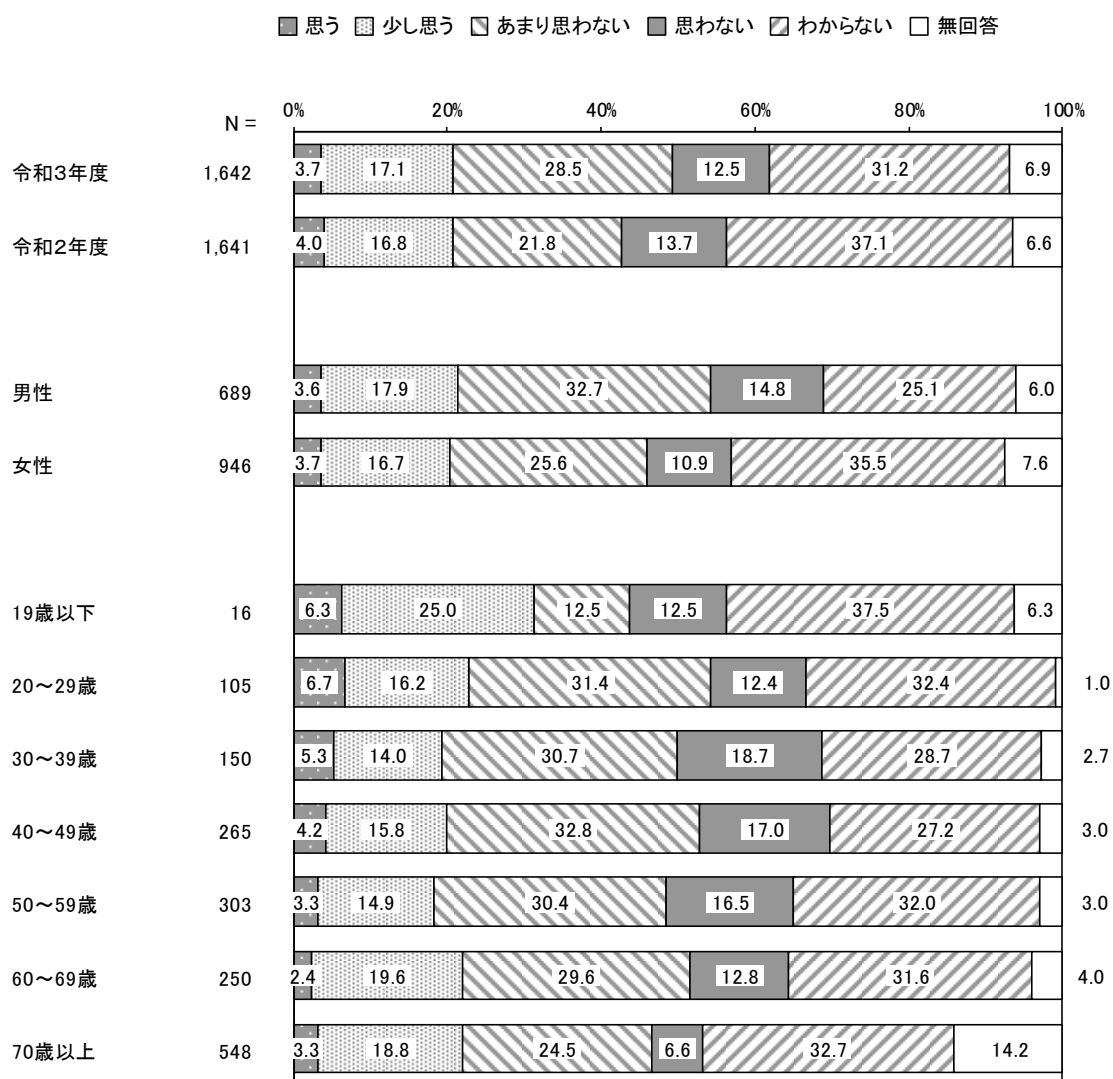 思う 少し思う あまり思わない 思わない わからない 無回答
0% 20% 40% 60% 80% 100%
N =
令和3年度 1,642 3.7 17.1 28.5 12.5 31.2 6.9
令和2年度 1,641 4.0 16.8 21.8 13.7 37.1 6.6
男性 689 3.6 17.9 32.7 14.8 25.1 6.0
女性 946 3.7 16.7 25.6 10.9 35.5 7.6
19歳以下 16 6.3 25.0 12.5 12.5 37.5 6.3
20～29歳 105 6.7 16.2 31.4 12.4 32.4 1.0
30～39歳 150 5.3 14.0 30.7 18.7 28.7 2.7
40～49歳 265 4.2 15.8 32.8 17.0 27.2 3.0
50～59歳 303 3.3 14.9 30.4 16.5 32.0 3.0
60～69歳 250 2.4 19.6 29.6 12.8 31.6 4.0
70歳以上 548 3.3 18.8 24.5 6.6 32.7 14.2